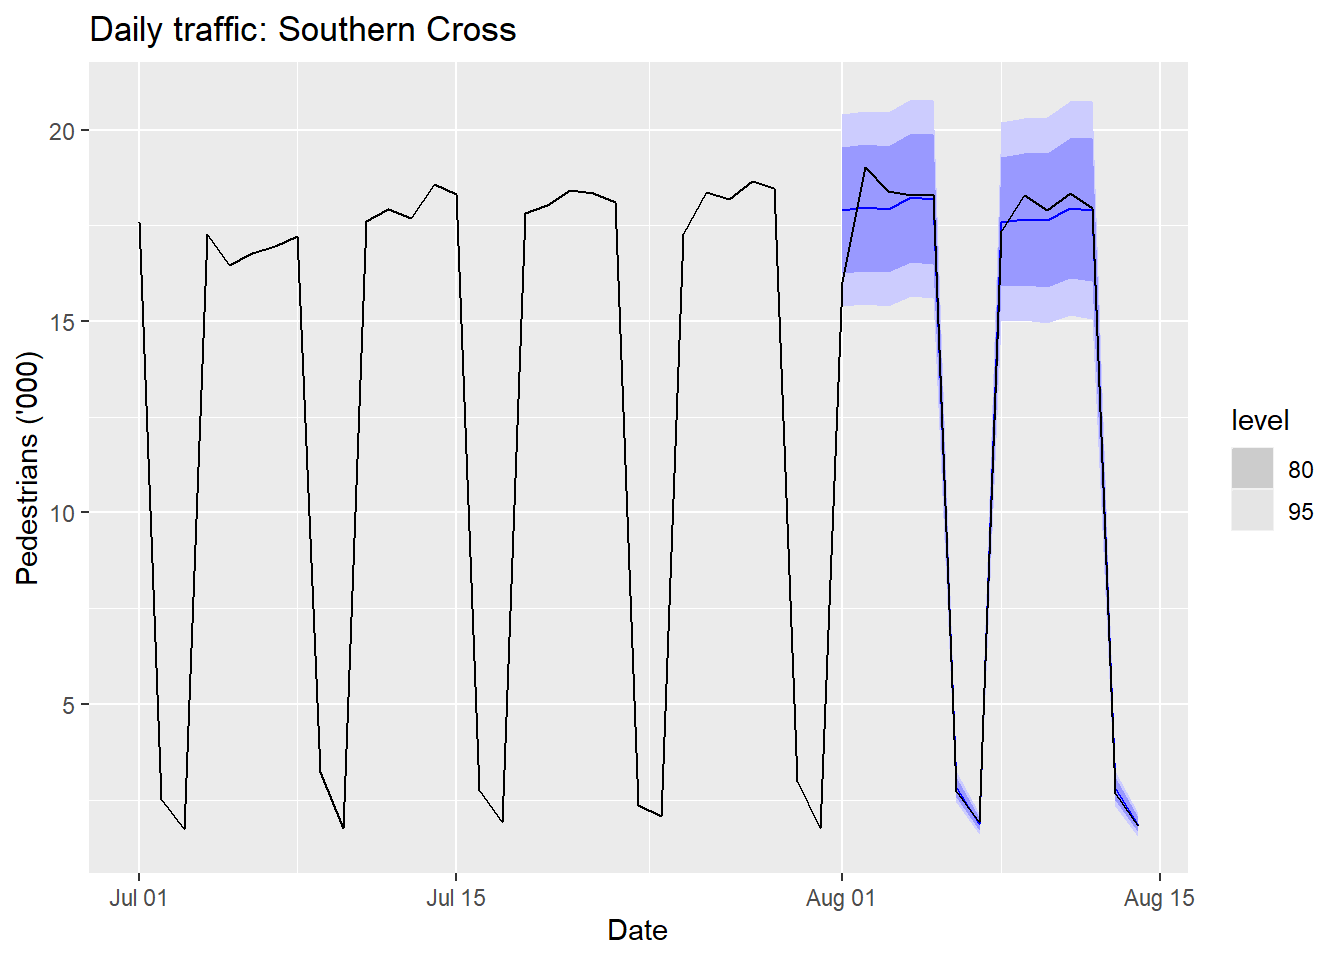 Daily traffic: Southern Cross
Pedestrians ('000)
20
15
10
5
Jul 01
Jul 15
Aug 01
Aug 15
Date
level
80
95